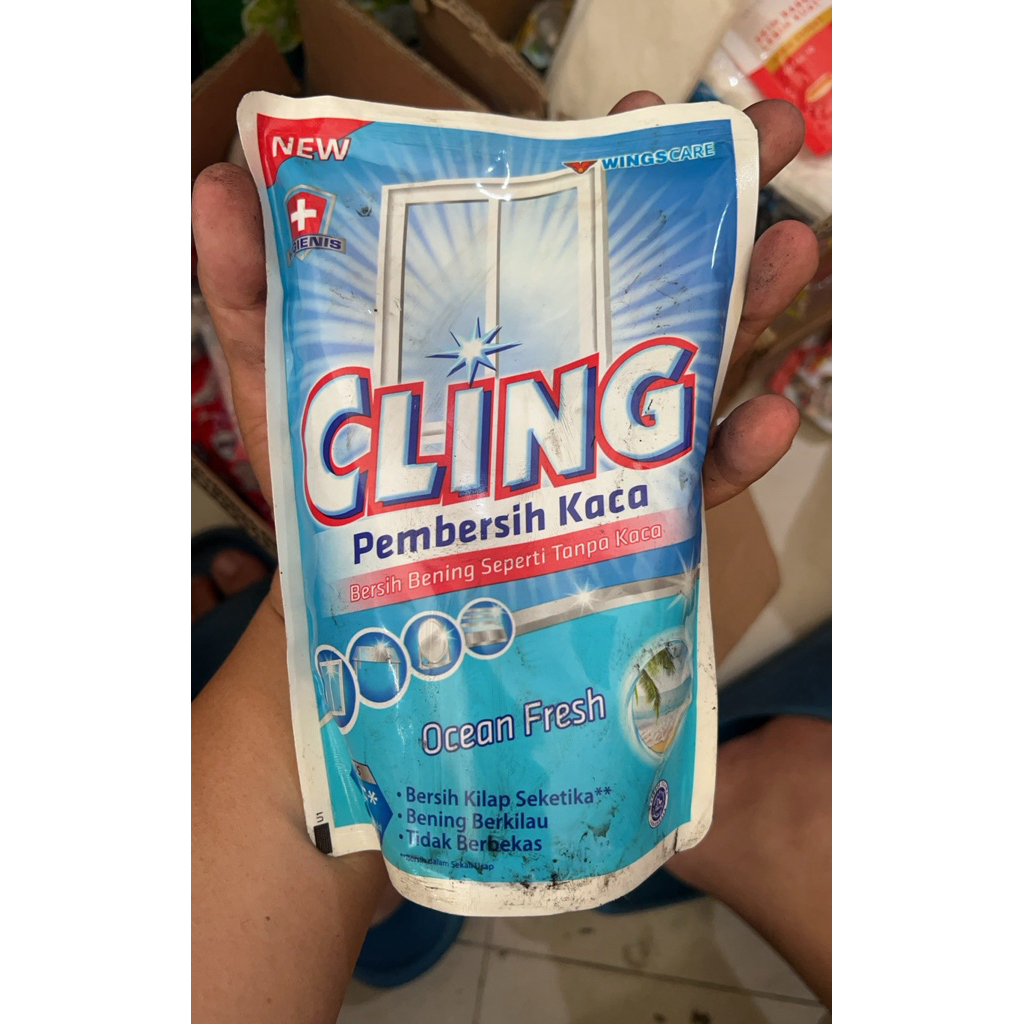 NEW
WINGSCARE
CLING
Pembersih Kaca
Bersih Bening Seperti Tanpa Kaca
Ocean Fresh
• Bersih Kilap Seketika**
• Bening Berkilau
• Tidak Berbekas
5